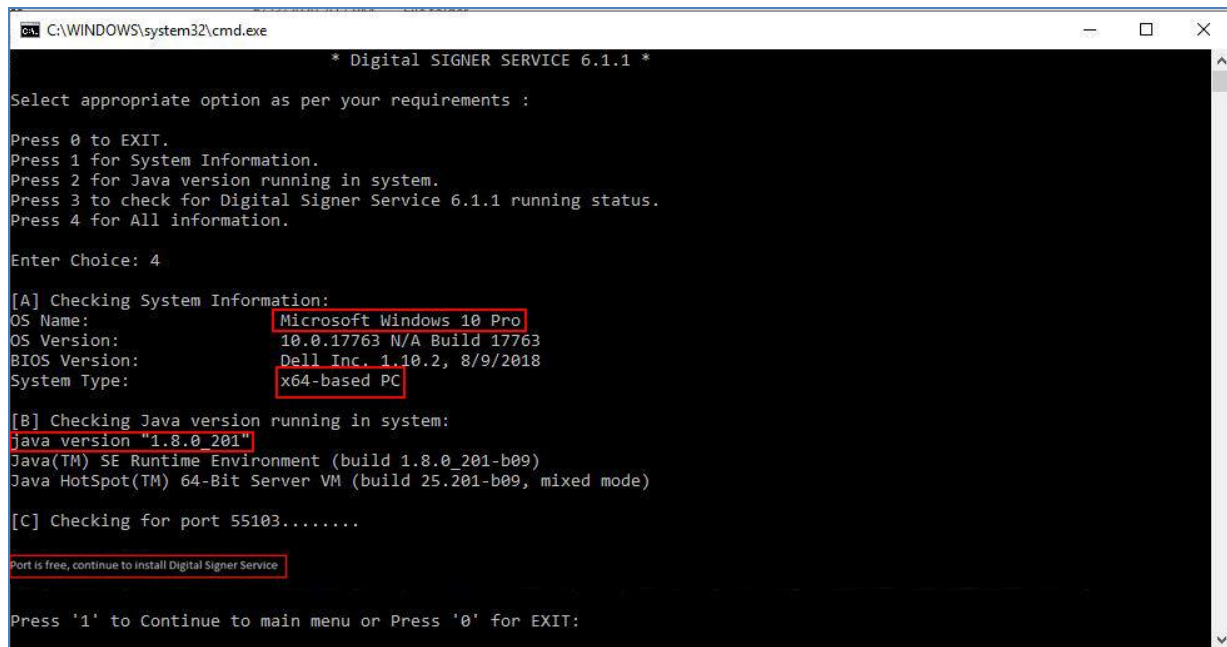 C:\WINDOWS\system32\cmd.exe
* Digital SIGNER SERVICE 6.1.1 *
Select appropriate option as per your requirements :
Press 0 to EXIT.
Press 1 for System Information.
Press 2 for Java version running in system.
Press 3 to check for Digital Signer Service 6.1.1 running status.
Press 4 for All information.
Enter Choice: 4
[A] Checking System Information:
OS Name: Microsoft Windows 10 Pro
OS Version: 10.0.17763 N/A Build 17763
BIOS Version: Dell Inc. 1.10.2, 8/9/2018
System Type: x64-based PC
[B] Checking Java version running in system:
java version "1.8.0_201"
Java(TM) SE Runtime Environment (build 1.8.0_201-b09)
Java HotSpot(TM) 64-Bit Server VM (build 25.201-b09, mixed mode)
[C] Checking for port 55103........
Port is free, continue to install Digital Signer Service
Press '1' to Continue to main menu or Press '0' for EXIT: